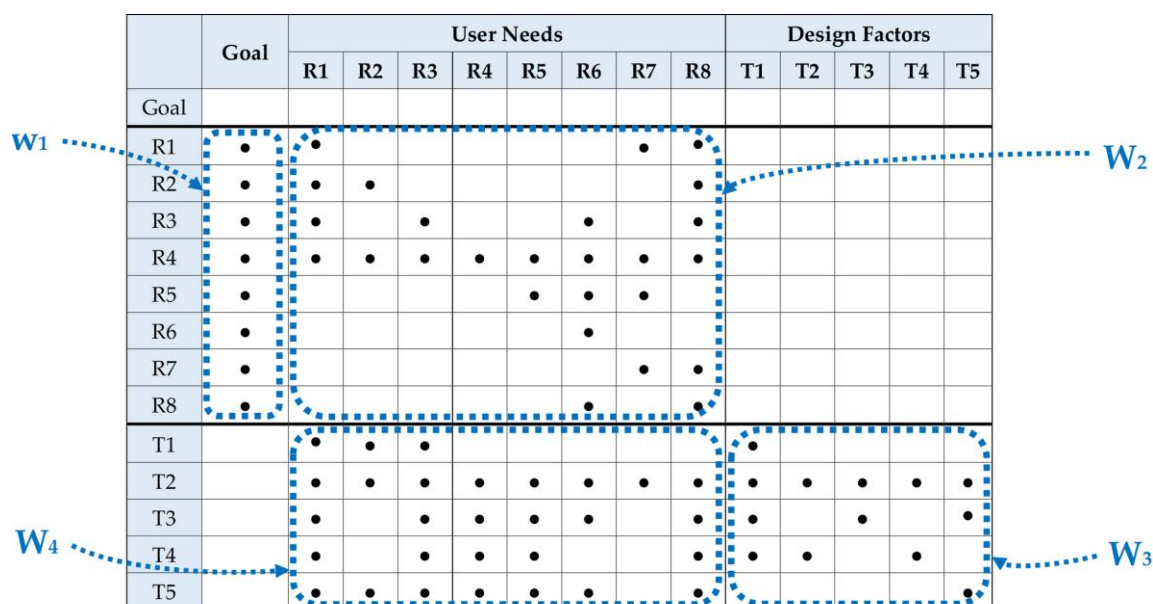 User Needs Design Factors
Goal
R1 R2 R3 R4 R5 R6 R7 R8 T1 T2 T3 T4 T5
Goal
W1 R1 W2
R2
R3
R4
R5
R6
R7
R8
T1
T2
T3
W4 T4 W3
T5